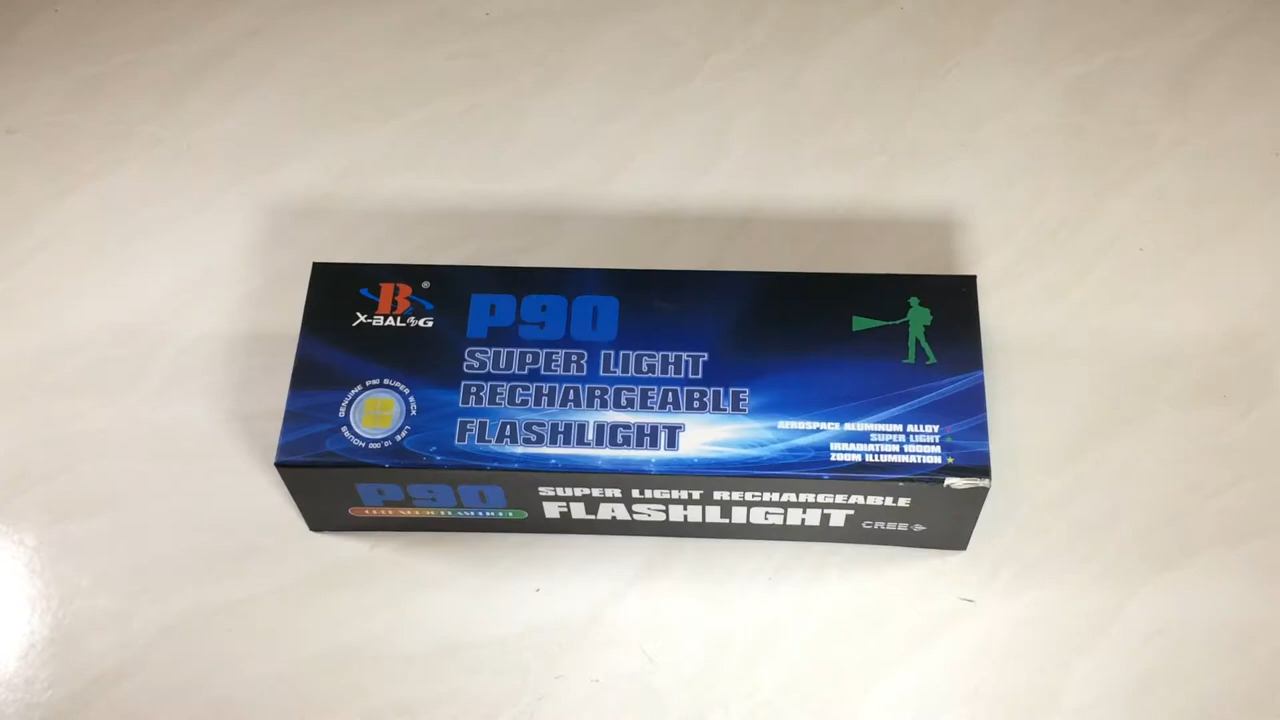 B
®
X-BALOG
GENUINE P90 SUPER WICK
LIFE 10,000 HOURS
P90
SUPER LIGHT
RECHARGEABLE
FLASHLIGHT
AEROSPACE ALUMINUM ALLOY
SUPER LIGHT
IRRADIATION 1000M
ZOOM ILLUMINATION
P90
SUPER LIGHT RECHARGEABLE
FLASHLIGHT
CREE